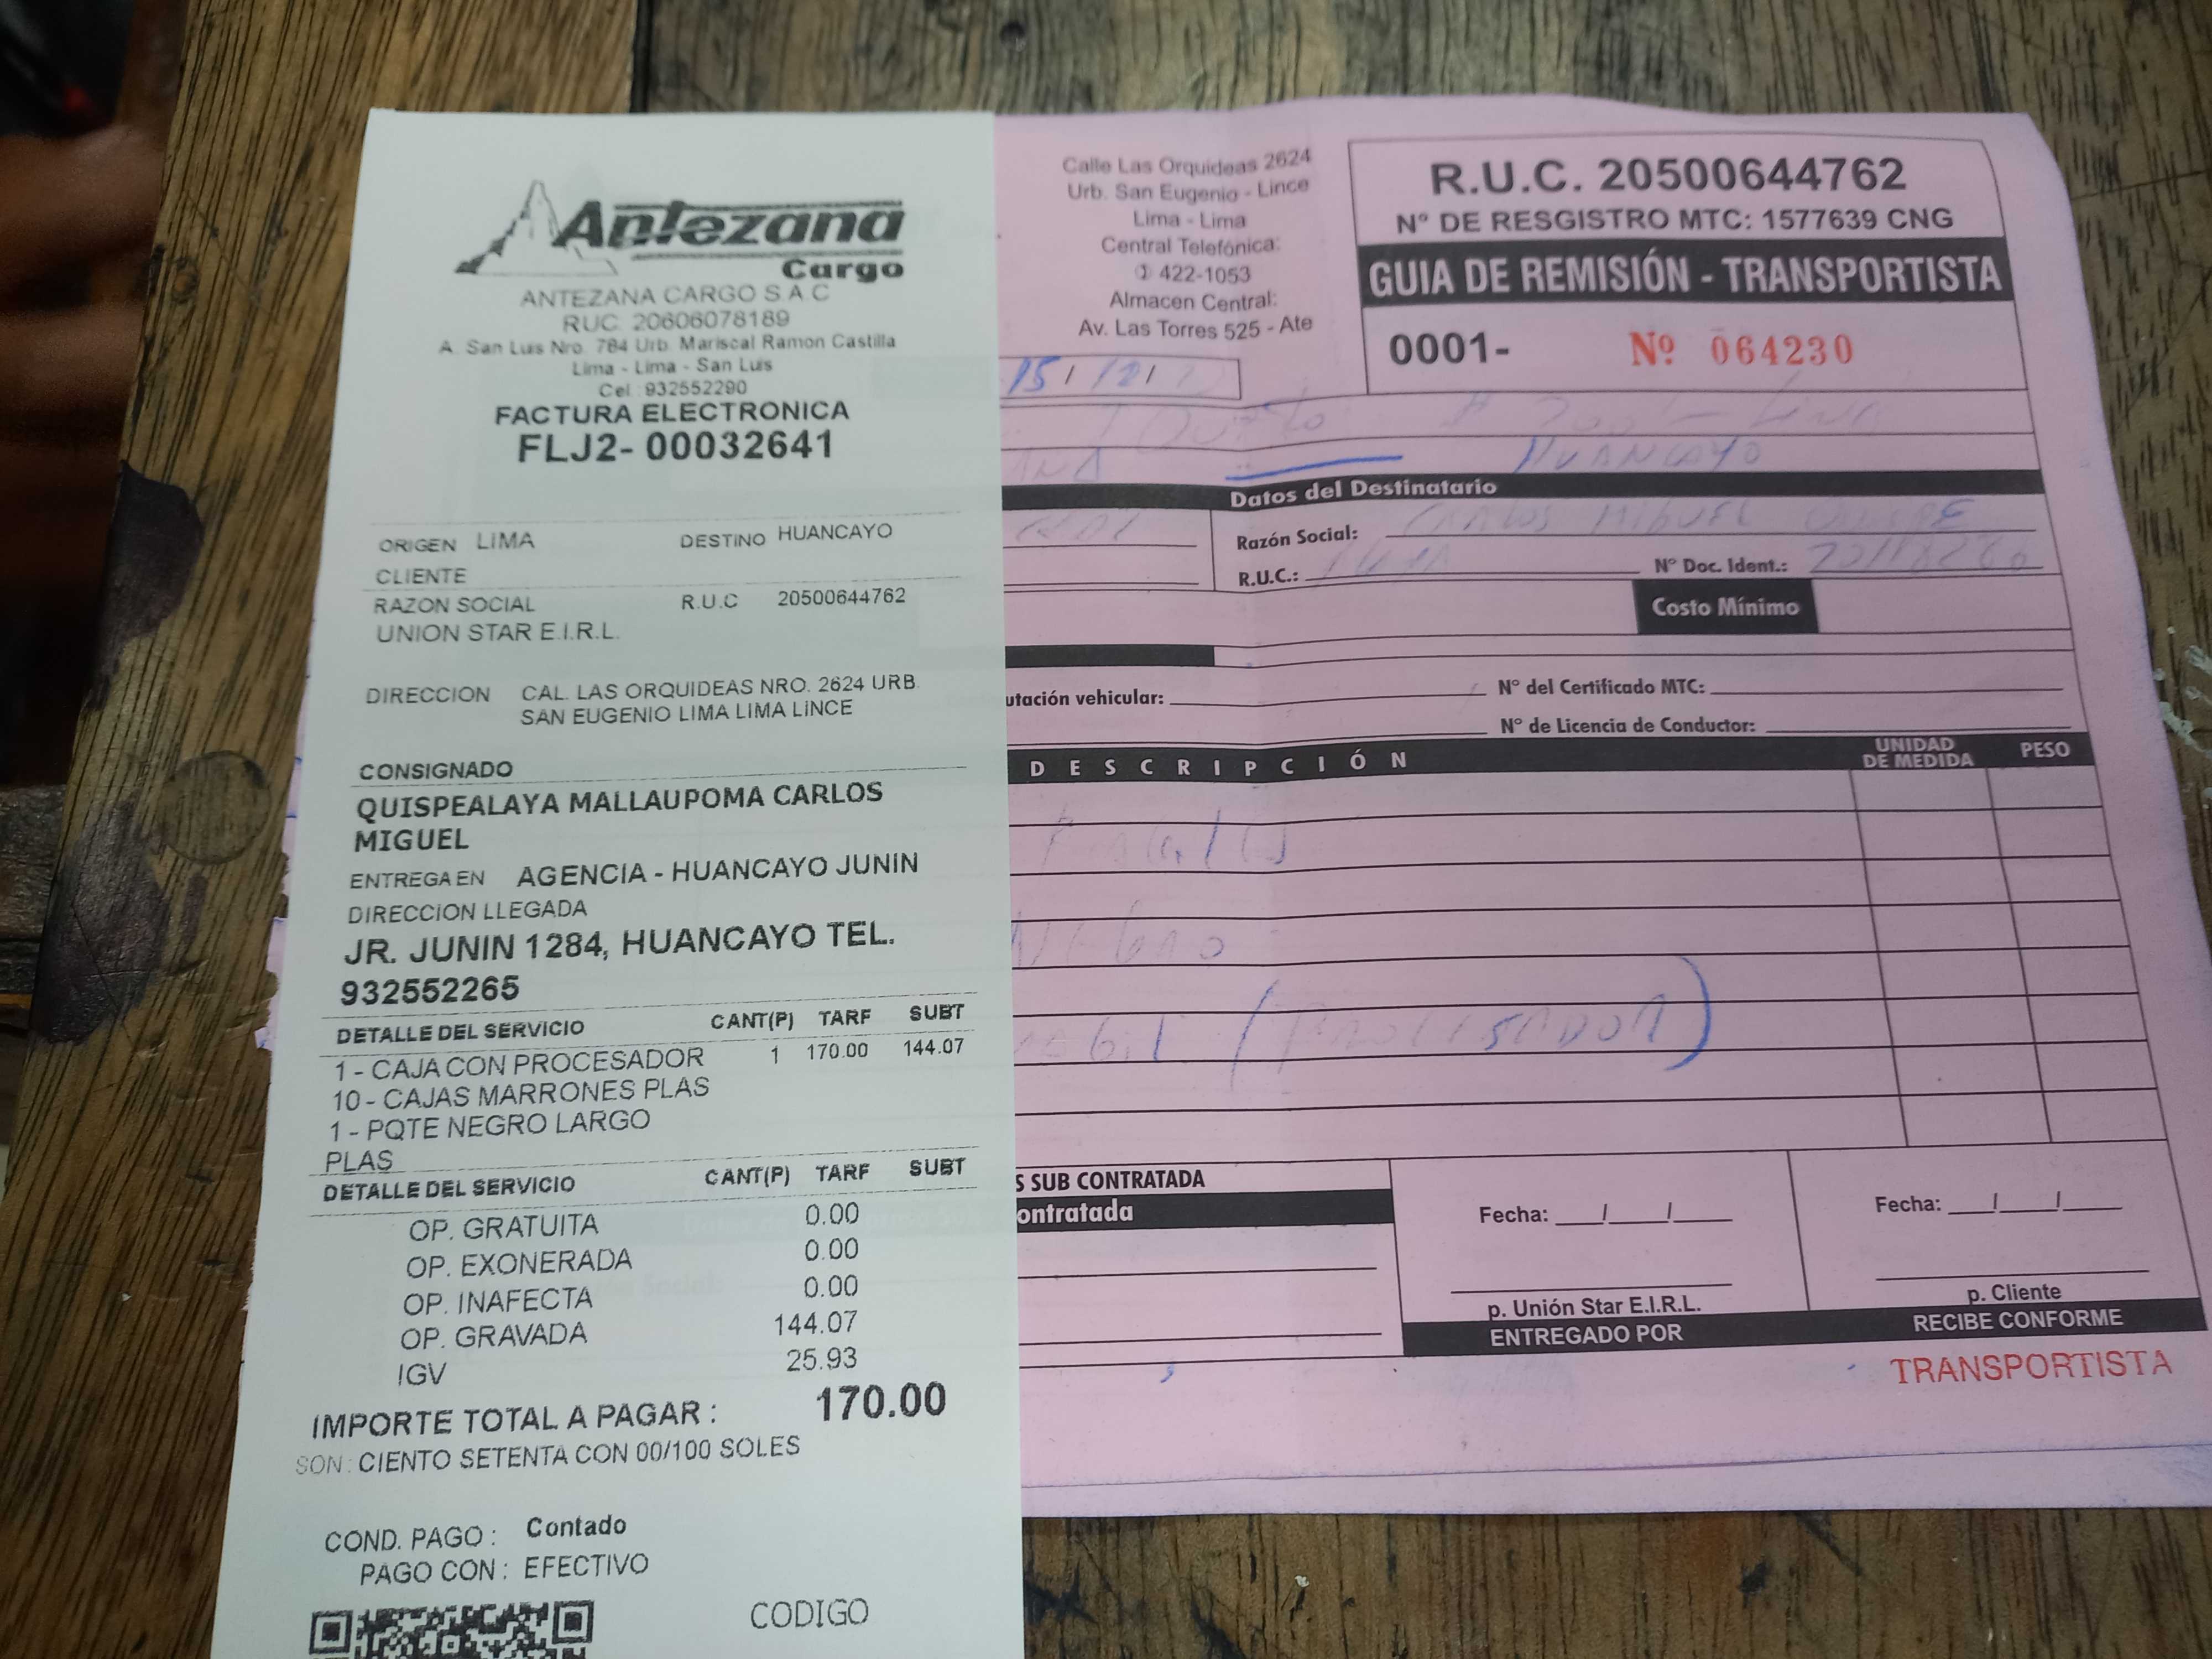 Antezana
Cargo
ANTEZANA CARGO S.A.C
RUC. 20606078189
A. San Luis Nro. 784 Urb. Mariscal Ramon Castilla
Lima - Lima - San Luis
Cel : 932552290
FACTURA ELECTRONICA
FLJ2- 00032641
ORIGEN LIMA DESTINO HUANCAYO
CLIENTE
RAZON SOCIAL R.U.C 20500644762
UNION STAR E.I.R.L.
DIRECCION CAL. LAS ORQUIDEAS NRO. 2624 URB.
SAN EUGENIO LIMA LIMA LINCE
CONSIGNADO
QUISPEALAYA MALLAUPOMA CARLOS
MIGUEL
ENTREGA EN AGENCIA - HUANCAYO JUNIN
DIRECCION LLEGADA
JR. JUNIN 1284, HUANCAYO TEL.
932552265
DETALLE DEL SERVICIO CANT(P) TARF SUBT
1 - CAJA CON PROCESADOR 1 170.00 144.07
10 - CAJAS MARRONES PLAS
1 - PQTE NEGRO LARGO
PLAS
DETALLE DEL SERVICIO CANT(P) TARF SUBT
OP. GRATUITA 0.00
OP. EXONERADA 0.00
OP. INAFECTA 0.00
OP. GRAVADA 144.07
IGV 25.93
IMPORTE TOTAL A PAGAR : 170.00
SON : CIENTO SETENTA CON 00/100 SOLES
COND. PAGO : Contado
PAGO CON : EFECTIVO
CODIGO
Calle Las Orquideas 2624
Urb. San Eugenio - Lince
Lima - Lima
Central Telefónica:
422-1053
Almacen Central:
Av. Las Torres 525 - Ate
R.U.C. 20500644762
Nº DE RESGISTRO MTC: 1577639 CNG
GUIA DE REMISIÓN - TRANSPORTISTA
0001- Nº 064230
15 / 12 /
HUANCAYO
Datos del Destinatario
Razón Social: CARLOS MIGUEL
R.U.C.: Nº Doc. Ident.:
Costo Mínimo
utación vehicular: Nº del Certificado MTC:
Nº de Licencia de Conductor:
DESCRIPCIÓN UNIDAD DE MEDIDA PESO
(PROCESADOR)
S SUB CONTRATADA
ontratada
Fecha: / / Fecha: / /
p. Unión Star E.I.R.L. p. Cliente
ENTREGADO POR RECIBE CONFORME
TRANSPORTISTA